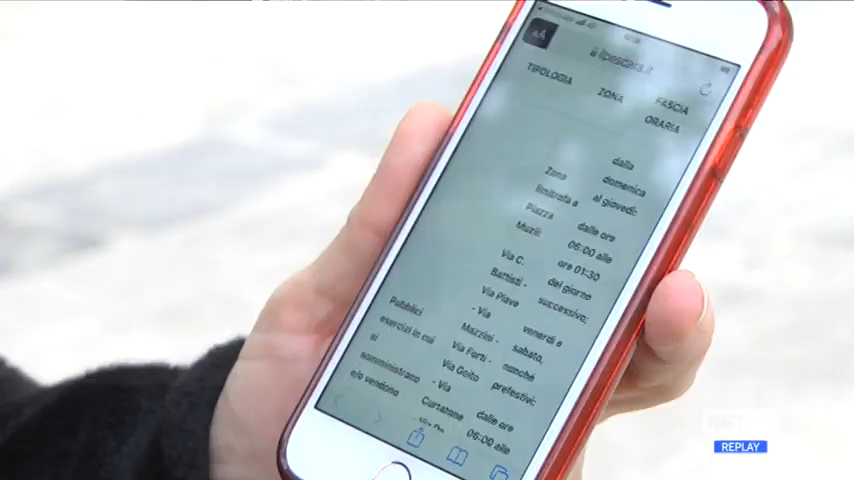 ilpescara.it
TIPOLOGIA
ZONA
FASCIA
ORARIA
Pubblici
esercizi in cui
si
somministrano
e/o vendono
Zona
limitrofa a
Piazza
Muzii:
Via C.
Battisti -
Via Piave
- Via
Mazzini -
Via Forti -
Via Goito
- Via
Curtatone
dalla
domenica
al giovedì:
dalle ore
06:00 alle
ore 01:30
del giorno
successivo;
venerdì e
sabato,
nonché
prefestivi:
dalle ore
06:00 alle
REPLAY